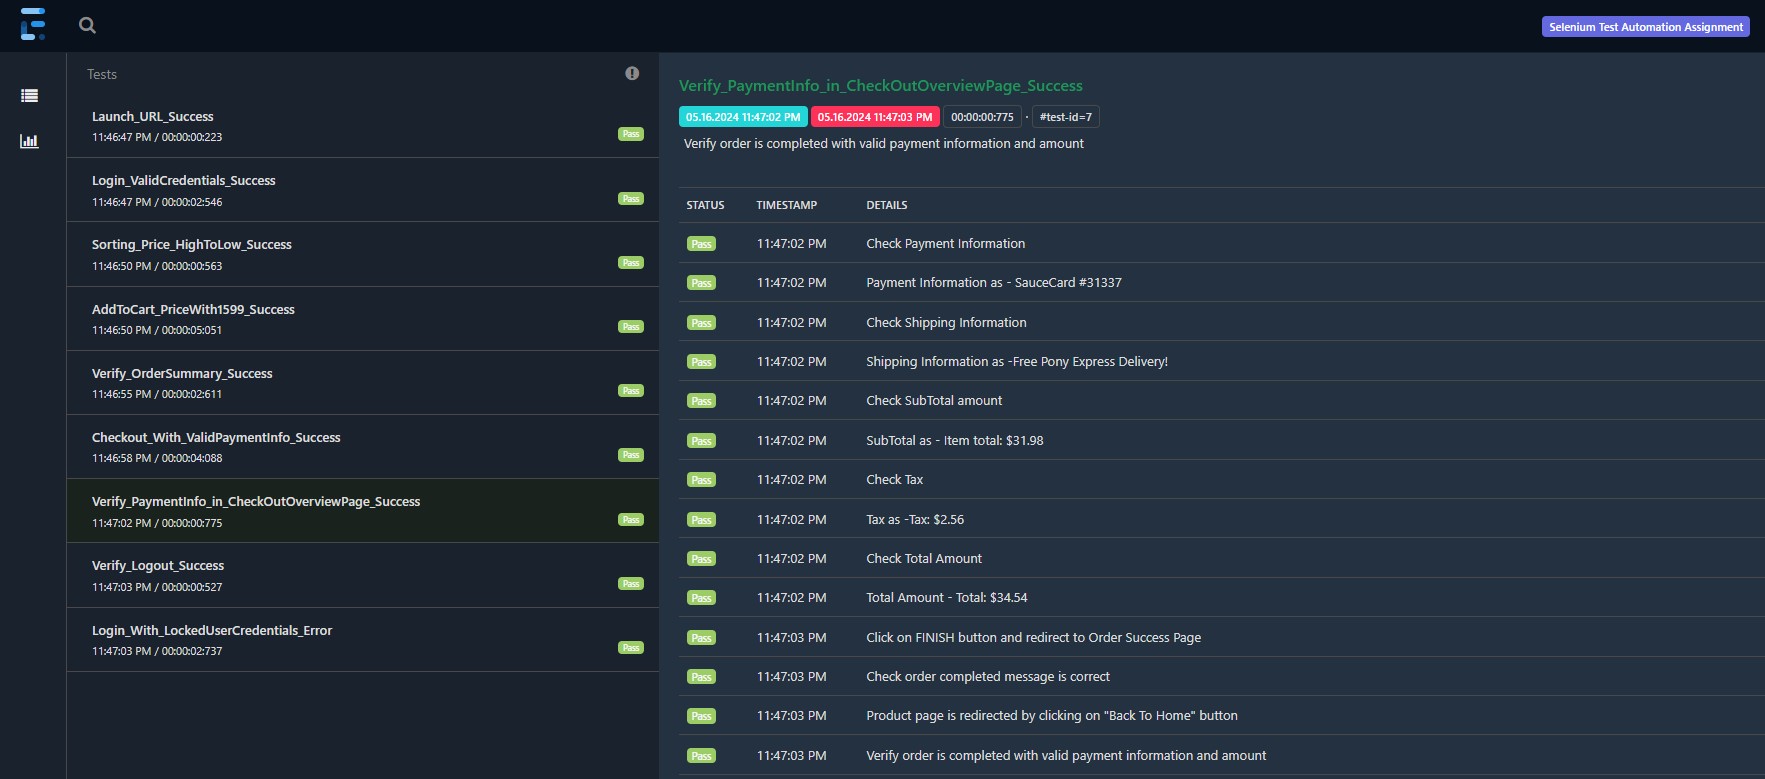 Selenium Test Automation Assignment
Tests
Launch_URL_Success
11:46:47 PM / 00:00:00:223
Pass
Login_ValidCredentials_Success
11:46:47 PM / 00:00:02:546
Pass
Sorting_Price_HighToLow_Success
11:46:50 PM / 00:00:00:563
Pass
AddToCart_PriceWith1599_Success
11:46:50 PM / 00:00:05:051
Pass
Verify_OrderSummary_Success
11:46:55 PM / 00:00:02:611
Pass
Checkout_With_ValidPaymentInfo_Success
11:46:58 PM / 00:00:04:088
Pass
Verify_PaymentInfo_in_CheckOutOverviewPage_Success
11:47:02 PM / 00:00:00:775
Pass
Verify_Logout_Success
11:47:03 PM / 00:00:00:527
Pass
Login_With_LockedUserCredentials_Error
11:47:03 PM / 00:00:02:737
Pass
Verify_PaymentInfo_in_CheckOutOverviewPage_Success
05.16.2024 11:47:02 PM 05.16.2024 11:47:03 PM 00:00:00:775 · #test-id=7
Verify order is completed with valid payment information and amount
STATUS TIMESTAMP DETAILS
Pass 11:47:02 PM Check Payment Information
Pass 11:47:02 PM Payment Information as - SauceCard #31337
Pass 11:47:02 PM Check Shipping Information
Pass 11:47:02 PM Shipping Information as -Free Pony Express Delivery!
Pass 11:47:02 PM Check SubTotal amount
Pass 11:47:02 PM SubTotal as - Item total: $31.98
Pass 11:47:02 PM Check Tax
Pass 11:47:02 PM Tax as -Tax: $2.56
Pass 11:47:02 PM Check Total Amount
Pass 11:47:02 PM Total Amount - Total: $34.54
Pass 11:47:03 PM Click on FINISH button and redirect to Order Success Page
Pass 11:47:03 PM Check order completed message is correct
Pass 11:47:03 PM Product page is redirected by clicking on "Back To Home" button
Pass 11:47:03 PM Verify order is completed with valid payment information and amount